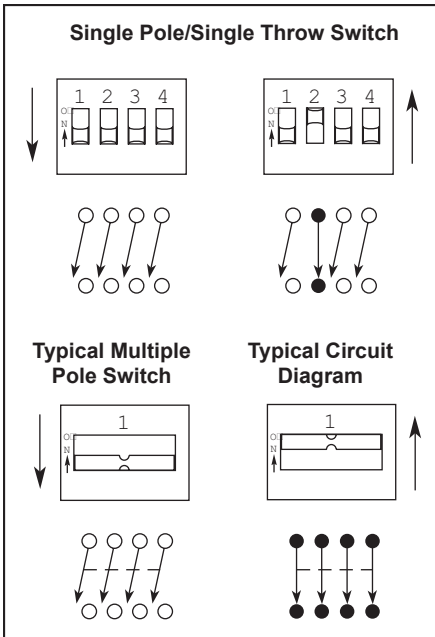 Single Pole/Single Throw Switch
1 2 3 4
1 2 3 4
N
N
Typical Multiple
Pole Switch
Typical Circuit
Diagram
1
1
N
N